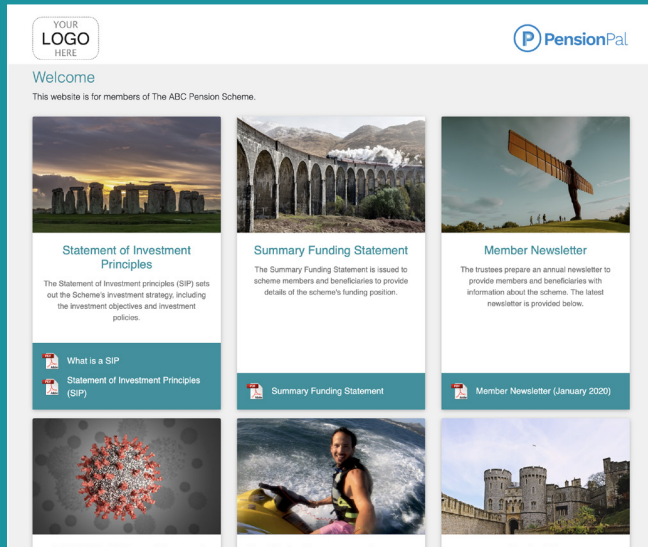 YOUR
LOGO
HERE
P PensionPal
Welcome
This website is for members of The ABC Pension Scheme.
Statement of Investment
Principles
The Statement of Investment principles (SIP) sets
out the Scheme's investment strategy, including
the investment objectives and investment
policies.
PDF
What is a SIP
PDF
Statement of Investment Principles
(SIP)
Summary Funding Statement
The Summary Funding Statement is issued to
scheme members and beneficiaries to provide
details of the scheme's funding position.
PDF
Summary Funding Statement
Member Newsletter
The trustees prepare an annual newsletter to
provide members and beneficiaries with
information about the scheme. The latest
newsletter is provided below.
PDF
Member Newsletter (January 2020)